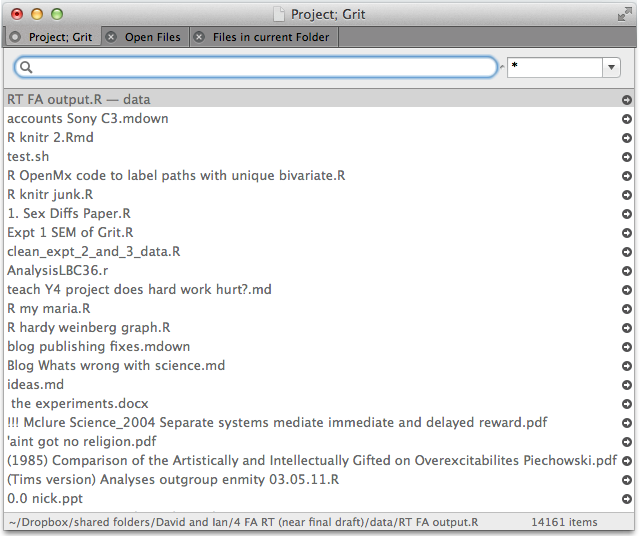 Project; Grit
Project; Grit Open Files Files in current Folder
*
RT FA output.R — data
accounts Sony C3.mdown
R knitr 2.Rmd
test.sh
R OpenMx code to label paths with unique bivariate.R
R knitr junk.R
1. Sex Diffs Paper.R
Expt 1 SEM of Grit.R
clean_expt_2_and_3_data.R
AnalysisLBC36.r
teach Y4 project does hard work hurt?.md
R my maria.R
R hardy weinberg graph.R
blog publishing fixes.mdown
Blog Whats wrong with science.md
ideas.md
the experiments.docx
!!! Mclure Science_2004 Separate systems mediate immediate and delayed reward.pdf
'aint got no religion.pdf
(1985) Comparison of the Artistically and Intellectually Gifted on Overexcitabilites Piechowski.pdf
(Tims version) Analyses outgroup enmity 03.05.11.R
0.0 nick.ppt
~/Dropbox/shared folders/David and Ian/4 FA RT (near final draft)/data/RT FA output.R 14161 items